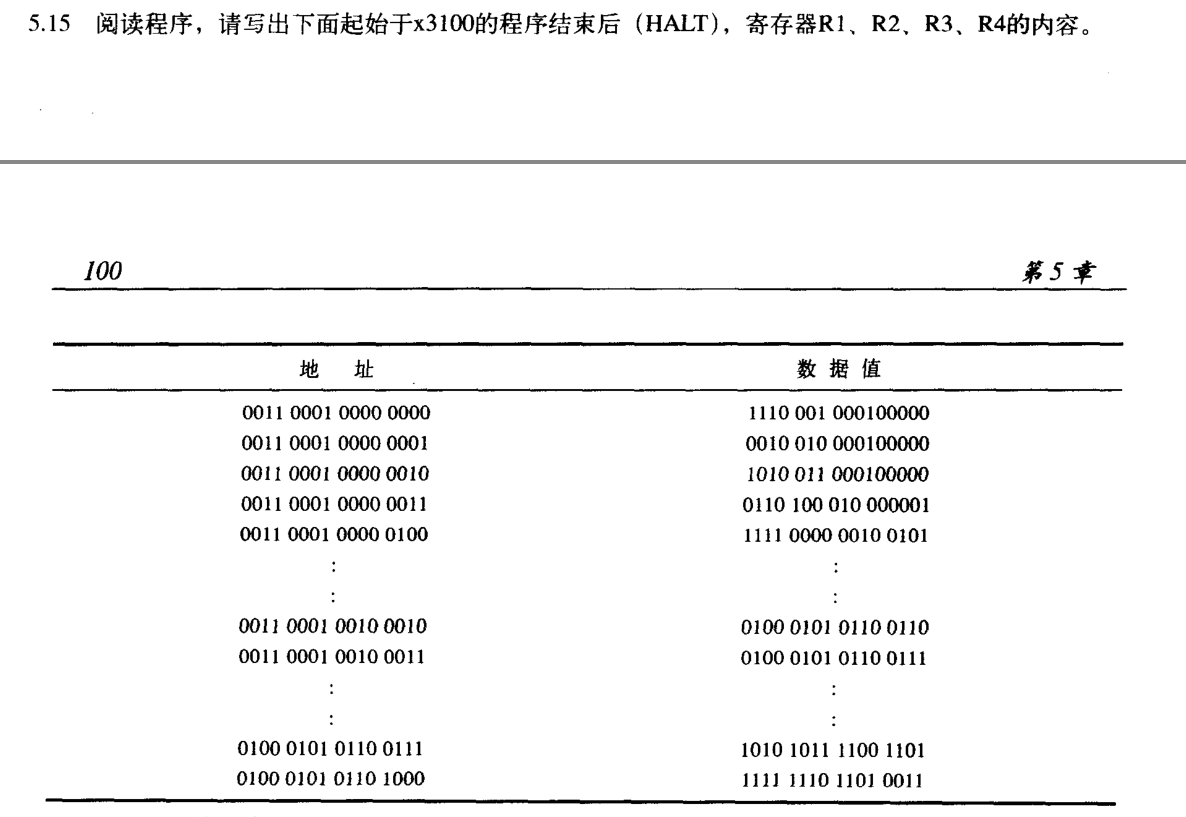 5.15 阅读程序，请写出下面起始于x3100的程序结束后（HALT），寄存器R1、R2、R3、R4的内容。
100 第5章
地 址 数 据 值
0011 0001 0000 0000 1110 001 000100000
0011 0001 0000 0001 0010 010 000100000
0011 0001 0000 0010 1010 011 000100000
0011 0001 0000 0011 0110 100 010 000001
0011 0001 0000 0100 1111 0000 0010 0101
: :
: :
0011 0001 0010 0010 0100 0101 0110 0110
0011 0001 0010 0011 0100 0101 0110 0111
: :
: :
0100 0101 0110 0111 1010 1011 1100 1101
0100 0101 0110 1000 1111 1110 1101 0011